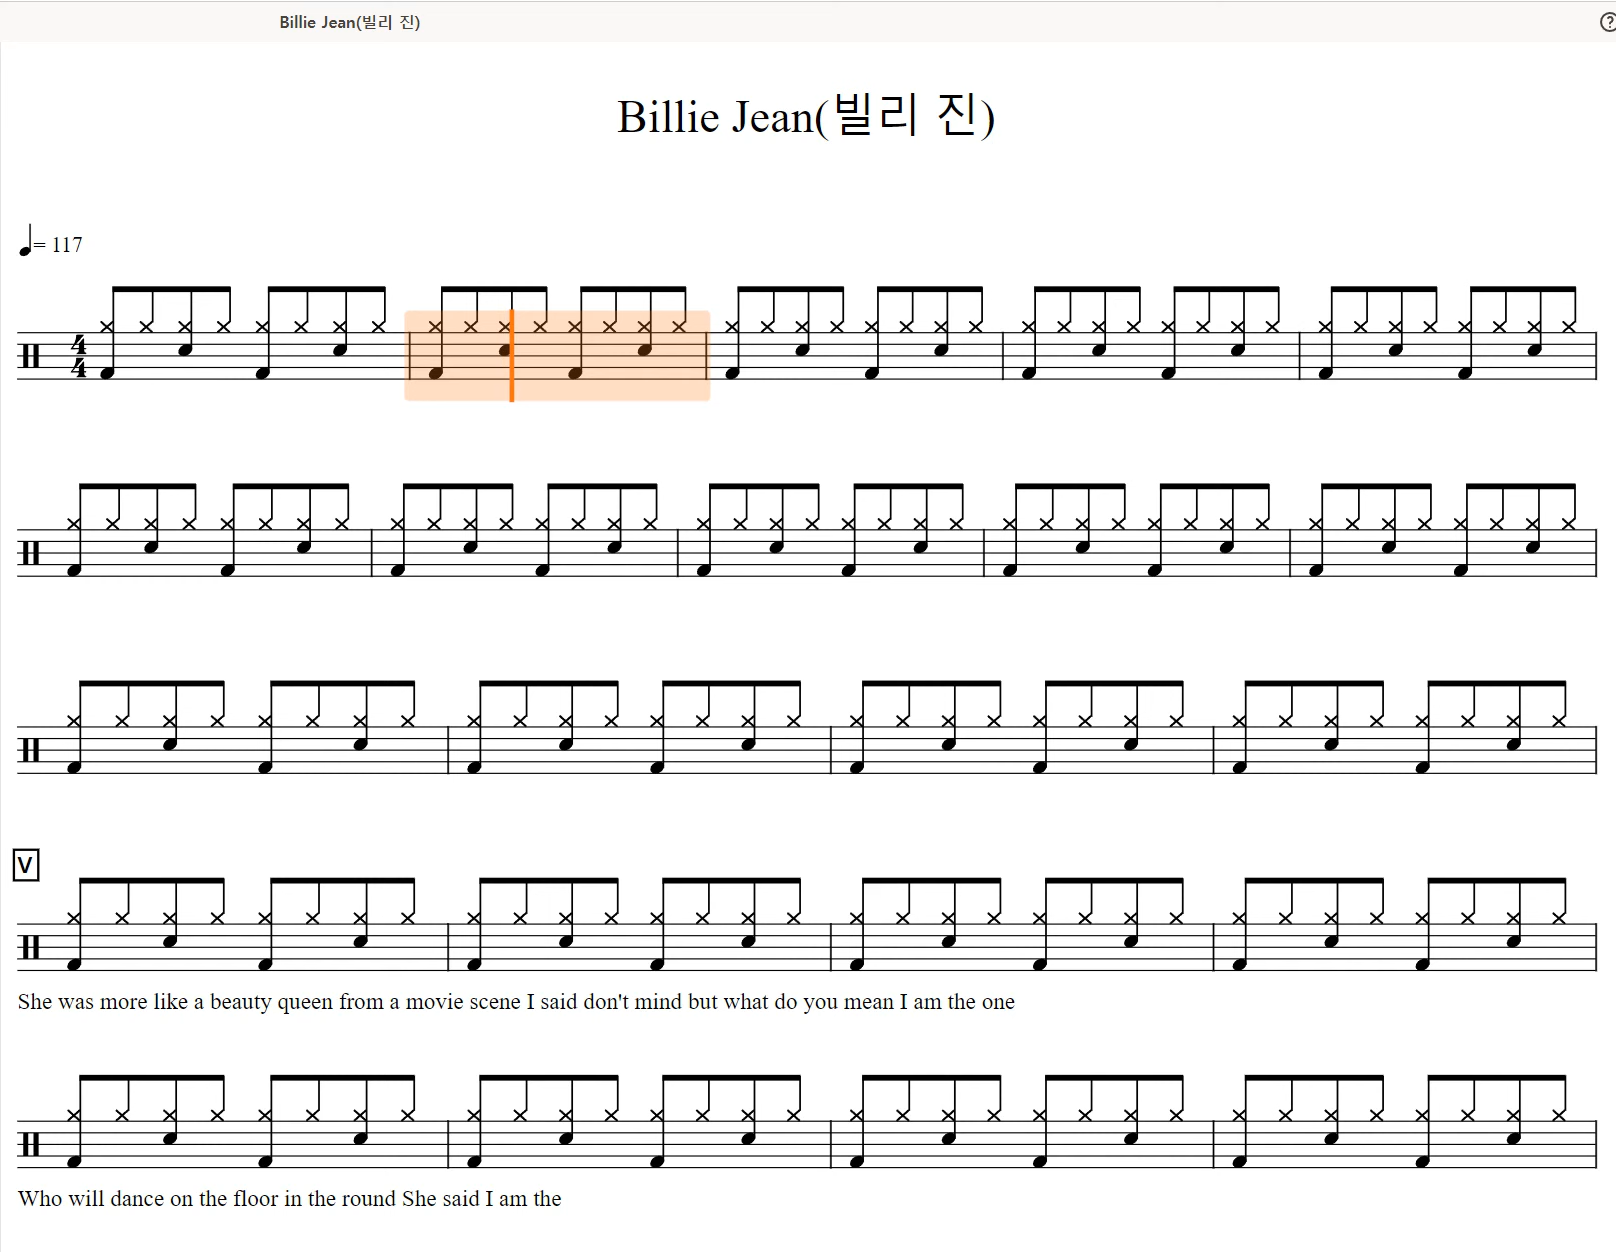 Billie Jean(빌리 진)
?
Billie Jean(빌리 진)
♩= 117
4
4
V
She was more like a beauty queen from a movie scene I said don't mind but what do you mean I am the one
Who will dance on the floor in the round She said I am the